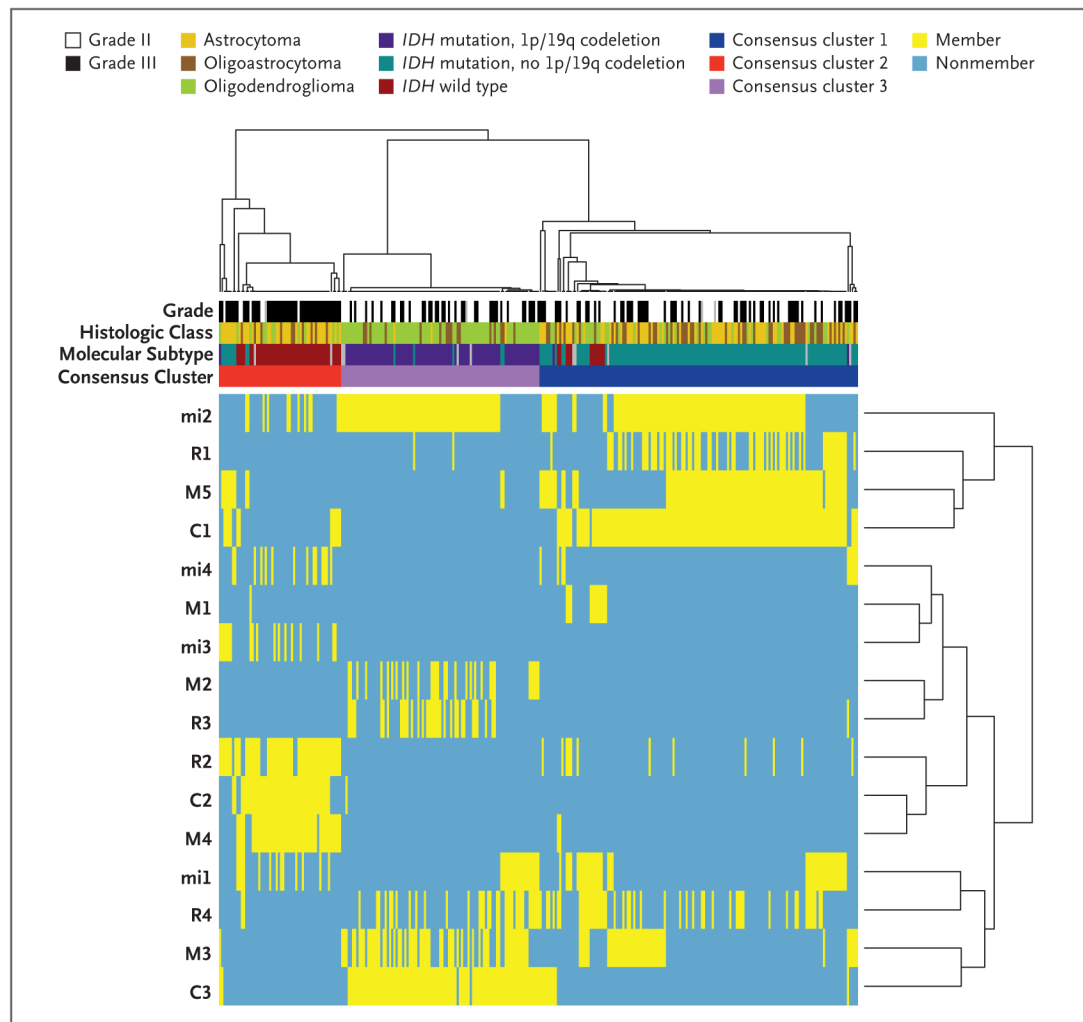 Grade II
Astrocytoma
IDH mutation, 1p/19q codeletion
Consensus cluster 1
Member
Grade III
Oligoastrocytoma
IDH mutation, no 1p/19q codeletion
Consensus cluster 2
Nonmember
Oligodendroglioma
IDH wild type
Consensus cluster 3
Grade
Histologic Class
Molecular Subtype
Consensus Cluster
mi2
R1
M5
C1
mi4
M1
mi3
M2
R3
R2
C2
M4
mi1
R4
M3
C3